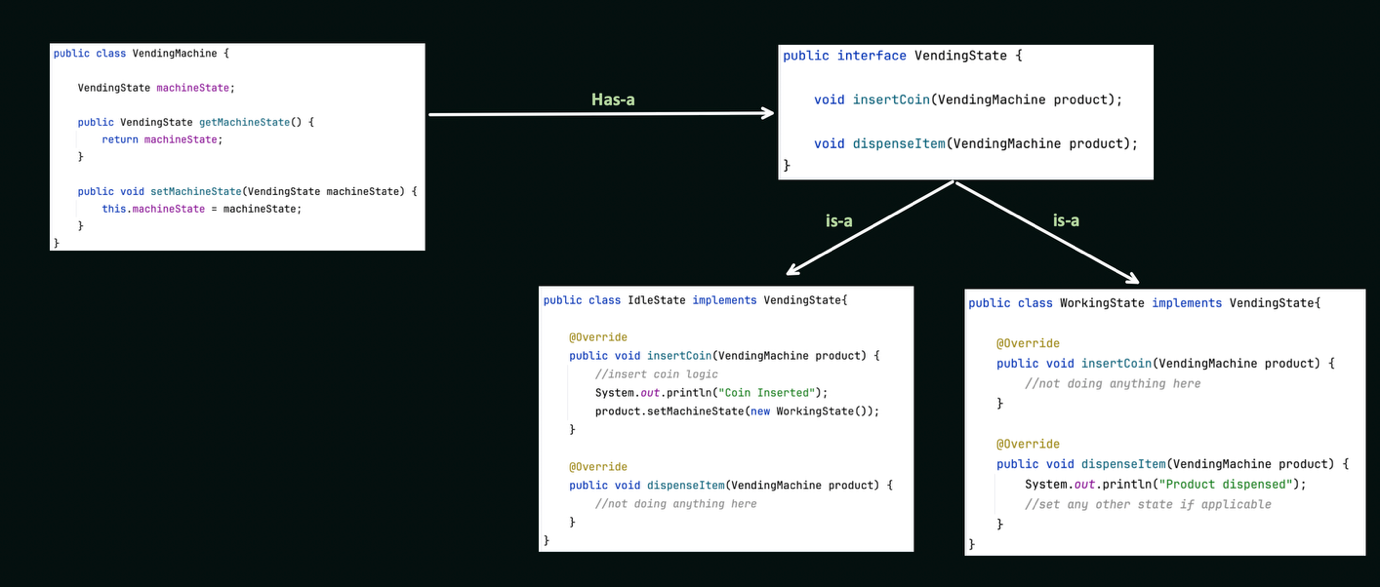 public class VendingMachine {
VendingState machineState;
public VendingState getMachineState() {
return machineState;
}
public void setMachineState(VendingState machineState) {
this.machineState = machineState;
}
}
Has-a
public interface VendingState {
void insertCoin(VendingMachine product);
void dispenseItem(VendingMachine product);
}
is-a
is-a
public class IdleState implements VendingState{
@Override
public void insertCoin(VendingMachine product) {
//insert coin logic
System.out.println("Coin Inserted");
product.setMachineState(new WorkingState());
}
@Override
public void dispenseItem(VendingMachine product) {
//not doing anything here
}
}
public class WorkingState implements VendingState{
@Override
public void insertCoin(VendingMachine product) {
//not doing anything here
}
@Override
public void dispenseItem(VendingMachine product) {
System.out.println("Product dispensed");
//set any other state if applicable
}
}